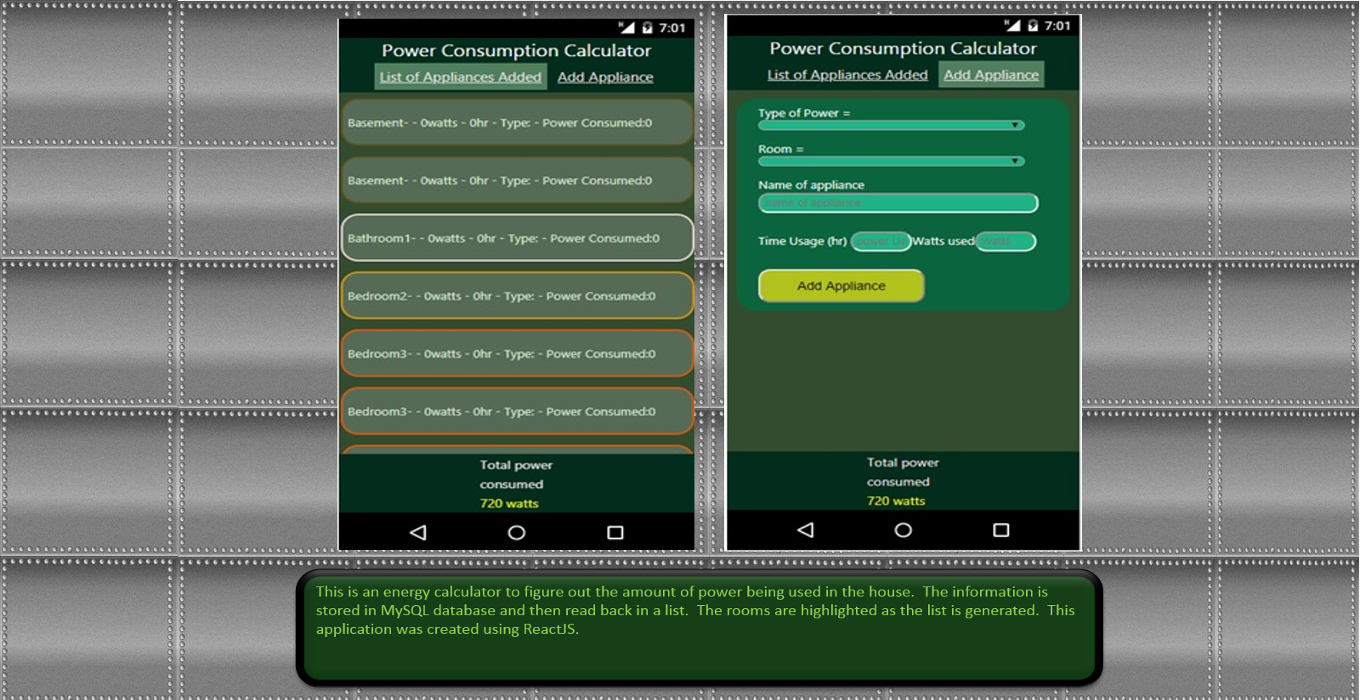 7:01
Power Consumption Calculator
List of Appliances Added Add Appliance
Basement- - 0watts - 0hr - Type: - Power Consumed:0
Basement- - 0watts - 0hr - Type: - Power Consumed:0
Bathroom1- - 0watts - 0hr - Type: - Power Consumed:0
Bedroom2- - 0watts - 0hr - Type: - Power Consumed:0
Bedroom3- - 0watts - 0hr - Type: - Power Consumed:0
Bedroom3- - 0watts - 0hr - Type: - Power Consumed:0
Total power
consumed
720 watts
7:01
Power Consumption Calculator
List of Appliances Added Add Appliance
Type of Power =
Room =
Name of appliance
name of appliance
Time Usage (hr) power Watts used Watts
Add Appliance
Total power
consumed
720 watts
This is an energy calculator to figure out the amount of power being used in the house. The information is
stored in MySQL database and then read back in a list. The rooms are highlighted as the list is generated. This
application was created using ReactJS.